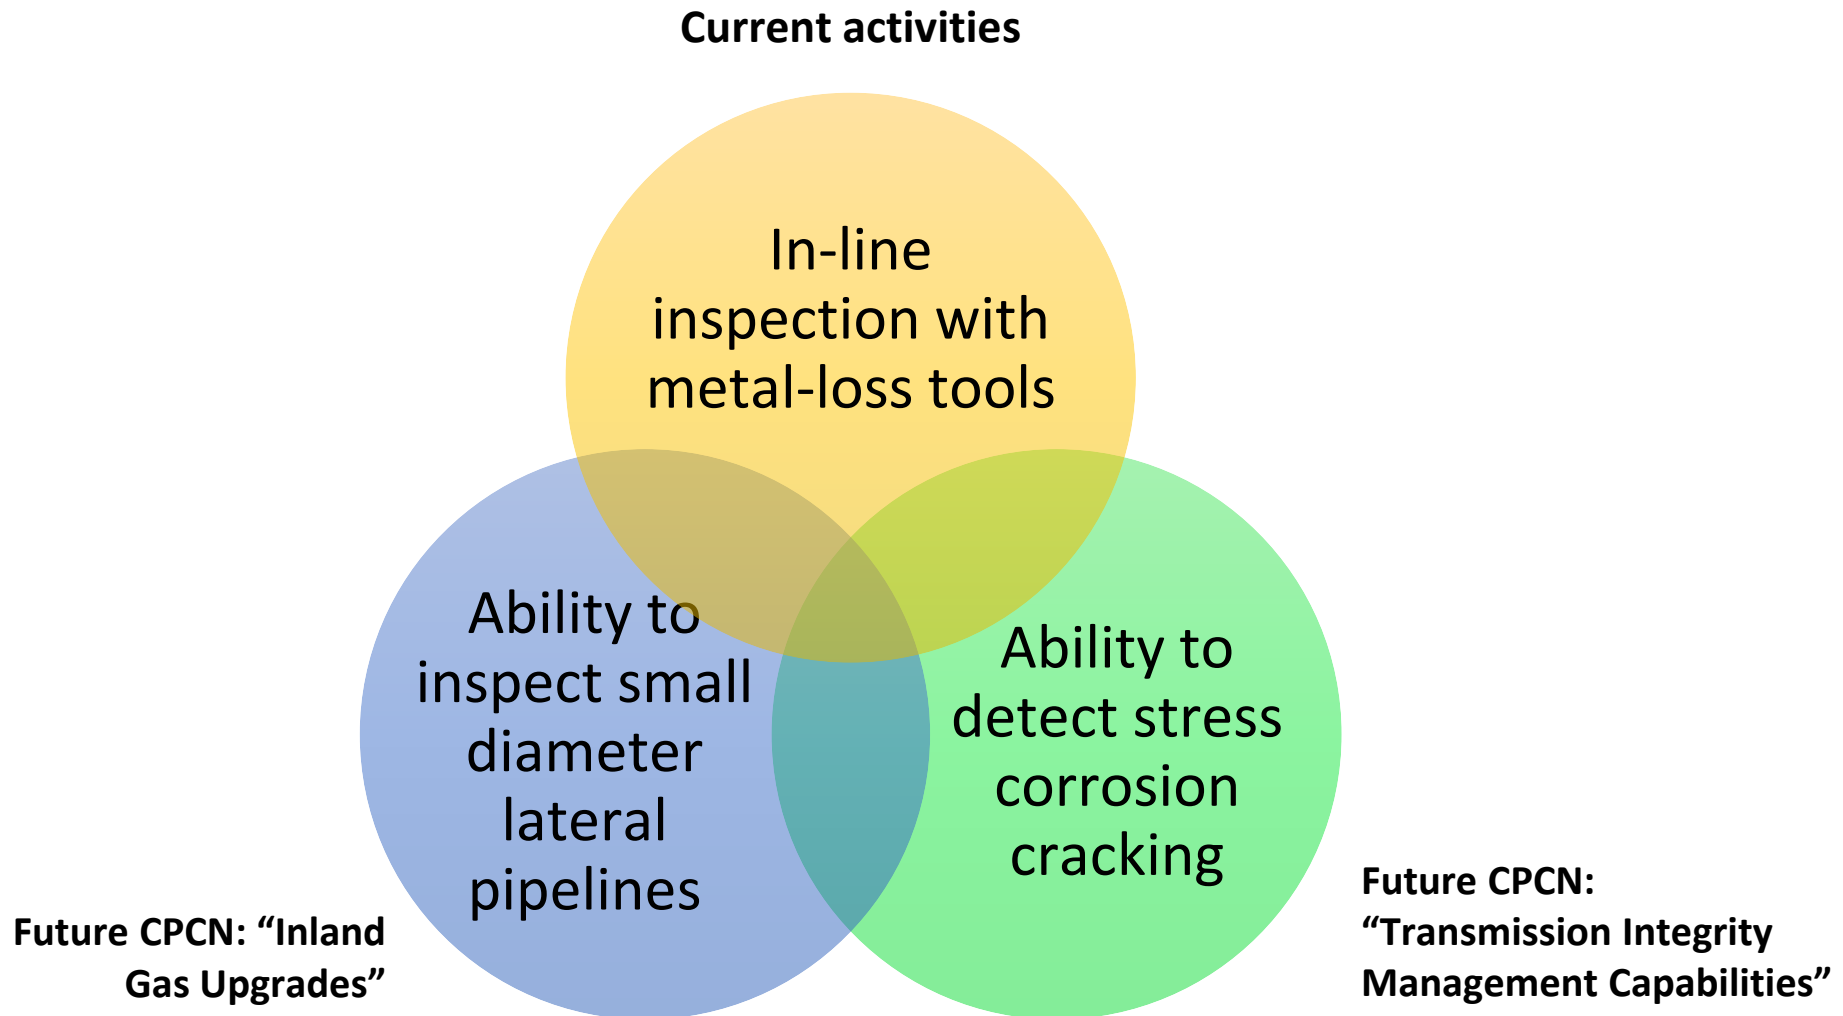 Current activities
In-line
inspection with
metal-loss tools
Ability to
inspect small
diameter
lateral
pipelines
Ability to
detect stress
corrosion
cracking
Future CPCN: “Inland
Gas Upgrades”
Future CPCN:
“Transmission Integrity
Management Capabilities”